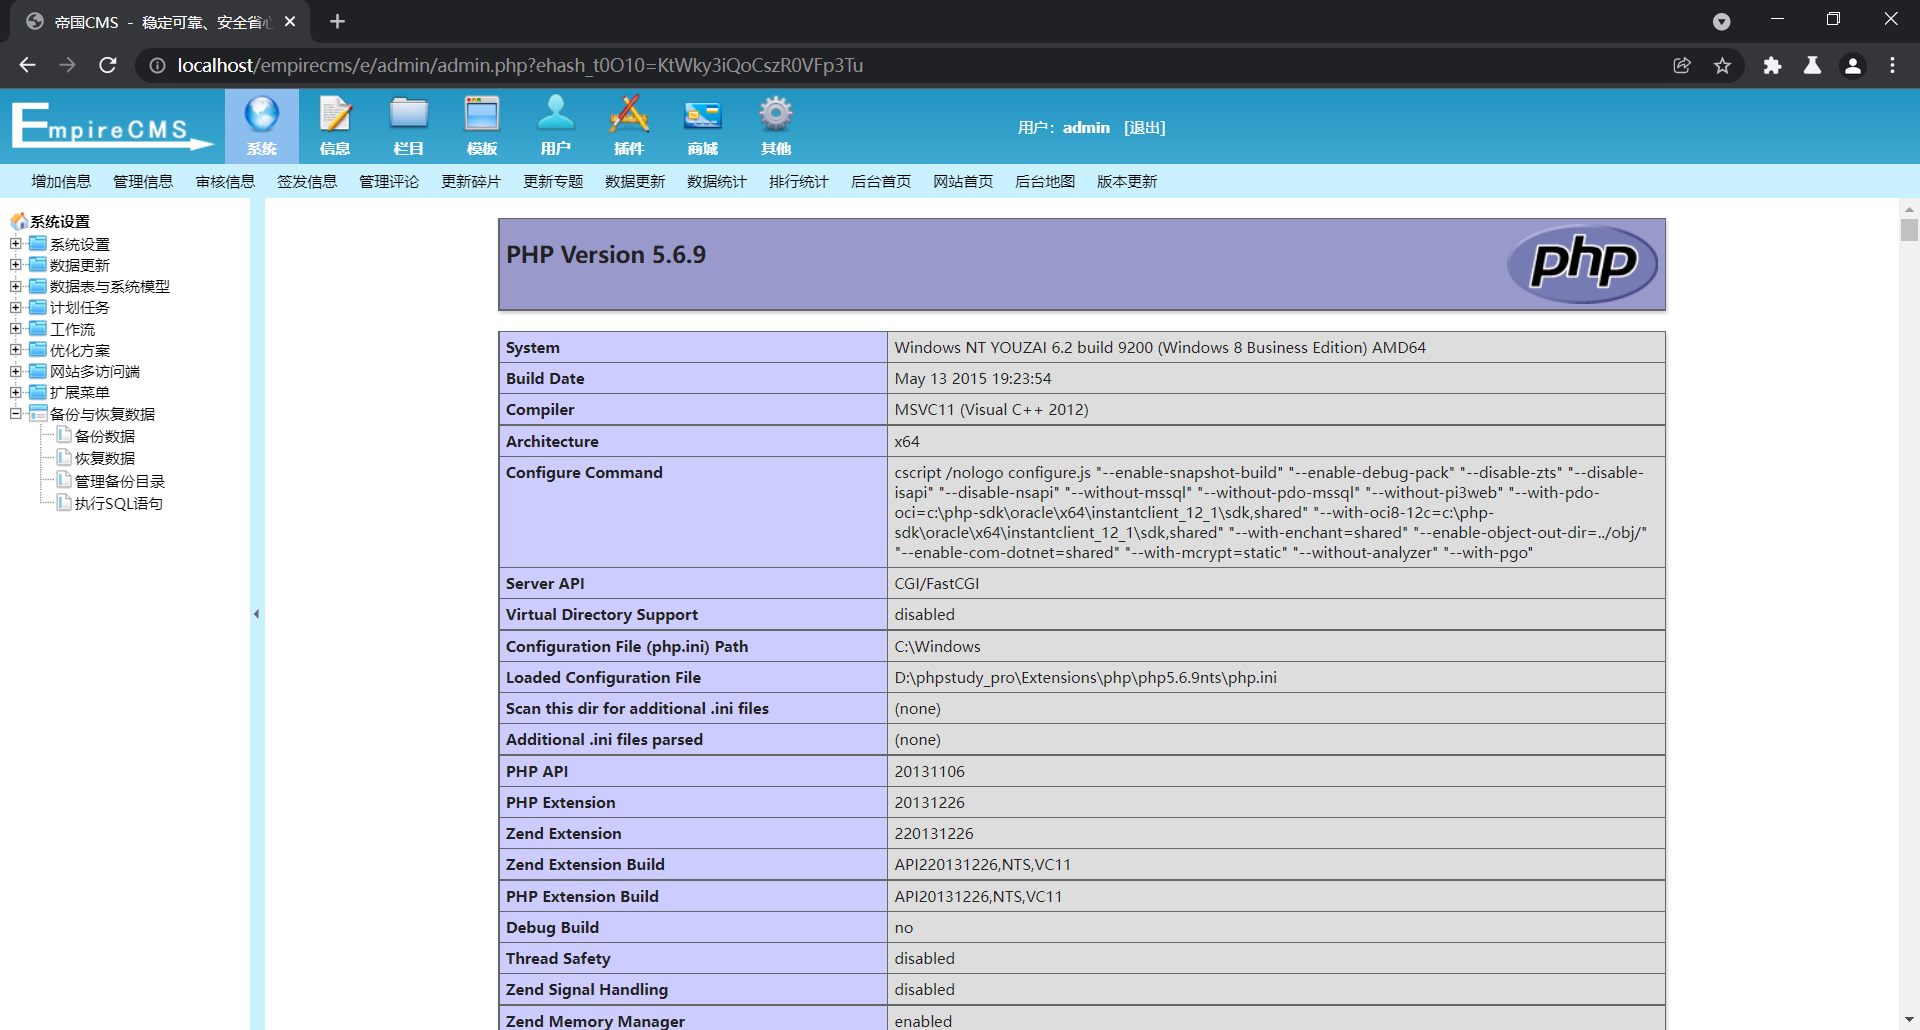 帝国CMS - 稳定可靠、安全省心
localhost/empirecms/e/admin/admin.php?ehash_t0O10=KtWky3iQoCszR0VFp3Tu
EmpireCMS
系统 信息 栏目 模板 用户 插件 商城 其他
用户: admin [退出]
增加信息 管理信息 审核信息 签发信息 管理评论 更新碎片 更新专题 数据更新 数据统计 排行统计 后台首页 网站首页 后台地图 版本更新
系统设置
系统设置
数据更新
数据表与系统模型
计划任务
工作流
优化方案
网站多访问端
扩展菜单
备份与恢复数据
备份数据
恢复数据
管理备份目录
执行SQL语句
PHP Version 5.6.9
php
System Windows NT YOUZAI 6.2 build 9200 (Windows 8 Business Edition) AMD64
Build Date May 13 2015 19:23:54
Compiler MSVC11 (Visual C++ 2012)
Architecture x64
Configure Command cscript /nologo configure.js "--enable-snapshot-build" "--enable-debug-pack" "--disable-zts" "--disable-
isapi" "--disable-nsapi" "--without-mssql" "--without-pdo-mssql" "--without-pi3web" "--with-pdo-
oci=c:\php-sdk\oracle\x64\instantclient_12_1\sdk,shared" "--with-oci8-12c=c:\php-
sdk\oracle\x64\instantclient_12_1\sdk,shared" "--with-enchant=shared" "--enable-object-out-dir=../obj/"
"--enable-com-dotnet=shared" "--with-mcrypt=static" "--without-analyzer" "--with-pgo"
Server API CGI/FastCGI
Virtual Directory Support disabled
Configuration File (php.ini) Path C:\Windows
Loaded Configuration File D:\phpstudy_pro\Extensions\php\php5.6.9nts\php.ini
Scan this dir for additional .ini files (none)
Additional .ini files parsed (none)
PHP API 20131106
PHP Extension 20131226
Zend Extension 220131226
Zend Extension Build API220131226,NTS,VC11
PHP Extension Build API20131226,NTS,VC11
Debug Build no
Thread Safety disabled
Zend Signal Handling disabled
Zend Memory Manager enabled